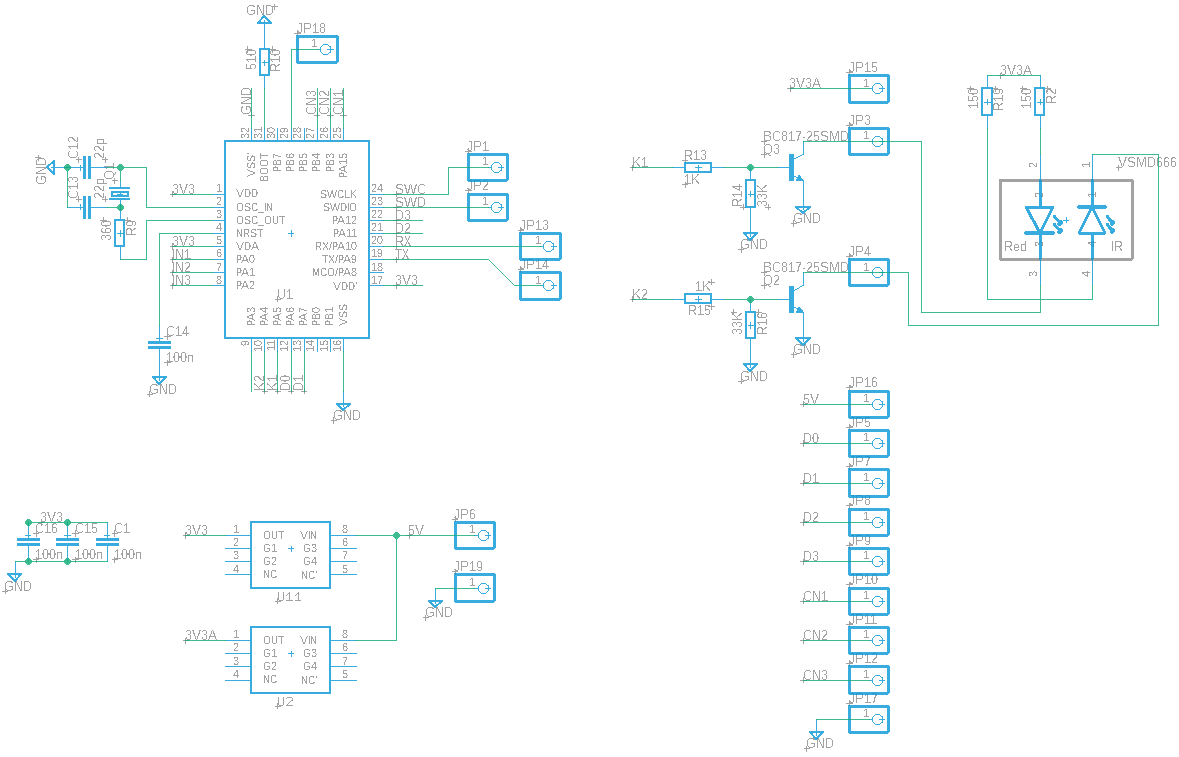 GND
JP18
1
510
R10
GND
CN3
CN2
CN1
32
31
30
29
28
27
26
25
VSS'
BOOT
PB7
PB6
PB5
PB4
PB3
PA15
GND
C12
22p
C13
22p
Q1
360
R9
3V3
1
VDD
2
OSC_IN
3
OSC_OUT
4
NRST
3V3
5
VDA
IN1
6
PA0
IN2
7
PA1
IN3
8
PA2
SWCLK
24
SWC
SWDIO
23
SWD
PA12
22
D3
PA11
21
D2
RX/PA10
20
RX
TX/PA9
19
TX
MCO/PA8
18
VDD'
17
3V3
U1
PA3
PA4
PA5
PA6
PA7
PB0
PB1
VSS
9
10
11
12
13
14
15
16
K2
K1
D0
D1
GND
C14
100n
GND
JP1
1
JP2
1
JP13
1
JP14
1
3V3A
JP15
1
BC817-25SMD
Q3
JP3
1
K1
R13
1K
R14
33K
GND
GND
BC817-25SMD
Q2
JP4
1
K2
1K
R15
33K
R16
GND
GND
3V3A
150
R19
150
R2
2
1
VSMD666
2
1
Red
IR
3
4
3
4
5V
JP16
1
D0
JP5
1
D1
JP7
1
D2
JP8
1
D3
JP9
1
CN1
JP10
1
CN2
JP11
1
CN3
JP12
1
JP17
1
GND
3V3
C16
C15
C1
100n
100n
100n
GND
3V3
1
OUT
VIN
8
5V
2
G1
G3
6
3
G2
G4
7
4
NC
NC'
5
U11
JP6
1
JP19
1
GND
3V3A
1
OUT
VIN
8
2
G1
G3
6
3
G2
G4
7
4
NC
NC'
5
U2